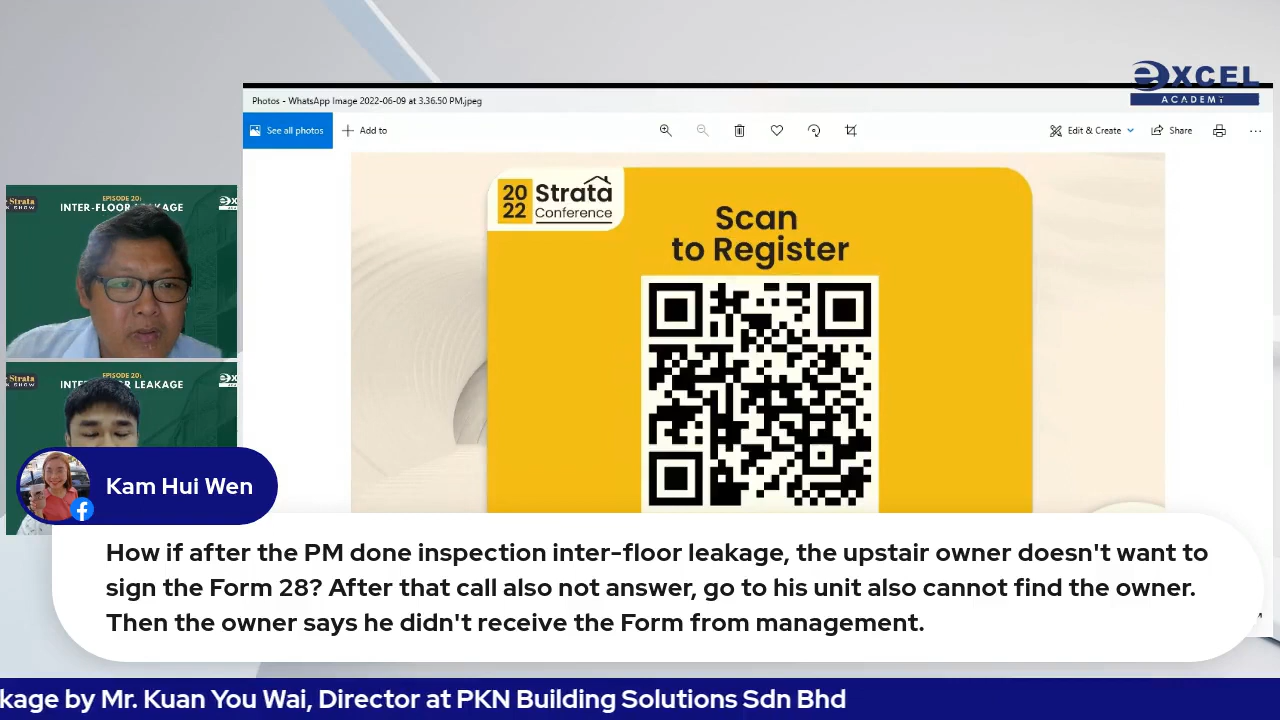 EXCEL
ACADEMY
Photos - WhatsApp Image 2022-06-09 at 3.36.50 PM.jpeg
See all photos
Add to
Edit & Create
Share
20
22
Strata
Conference
Scan
to Register
Strata
EPISODE 20:
INTER-FLOOR LEAKAGE
Strata
EPISODE 20:
LEAKAGE
Kam Hui Wen
How if after the PM done inspection inter-floor leakage, the upstair owner doesn't want to
sign the Form 28? After that call also not answer, go to his unit also cannot find the owner.
Then the owner says he didn't receive the Form from management.
kage by Mr. Kuan You Wai, Director at PKN Building Solutions Sdn Bhd